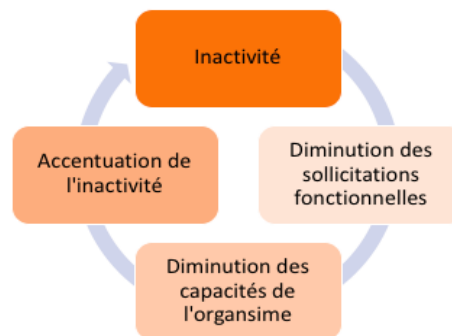 Inactivité
Diminution des
sollicitations
fonctionnelles
Diminution des
capacités de
l'organsime
Accentuation de
l'inactivité